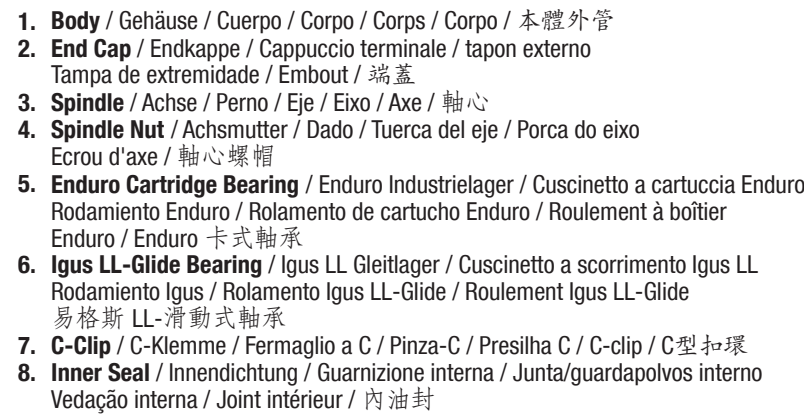 1. Body / Gehäuse / Cuerpo / Corpo / Corps / Corpo / 本體外管
2. End Cap / Endkappe / Cappuccio terminale / tapon externo
Tampa de extremidade / Embout / 端蓋
3. Spindle / Achse / Perno / Eje / Eixo / Axe / 軸心
4. Spindle Nut / Achsmutter / Dado / Tuerca del eje / Porca do eixo
Ecrou d'axe / 軸心螺帽
5. Enduro Cartridge Bearing / Enduro Industrielager / Cuscinetto a cartuccia Enduro
Rodamiento Enduro / Rolamento de cartucho Enduro / Roulement à boîtier
Enduro / Enduro 卡式軸承
6. Igus LL-Glide Bearing / Igus LL Gleitlager / Cuscinetto a scorrimento Igus LL
Rodamiento Igus / Rolamento Igus LL-Glide / Roulement Igus LL-Glide
易格斯 LL-滑動式軸承
7. C-Clip / C-Klemme / Fermaglio a C / Pinza-C / Presilha C / C-clip / C型扣環
8. Inner Seal / Innendichtung / Guarnizione interna / Junta/guardapolvos interno
Vedação interna / Joint intérieur / 內油封